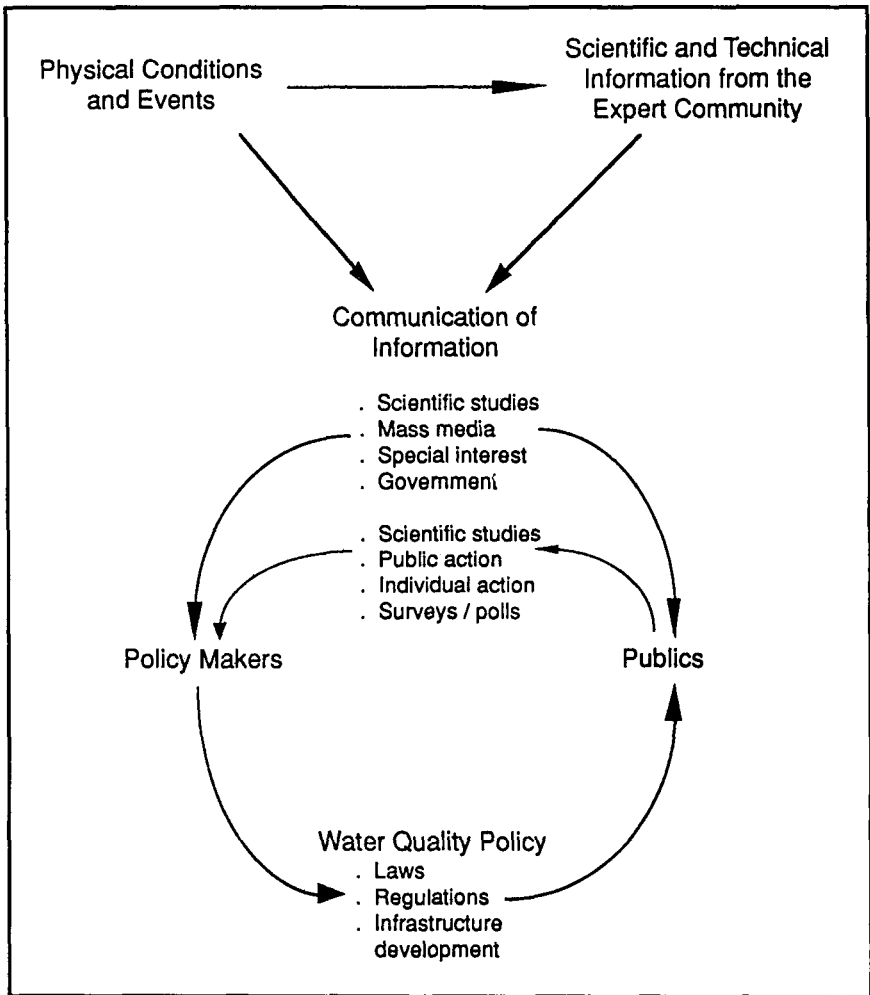 Physical Conditions
and Events
Scientific and Technical
Information from the
Expert Community
Communication of
Information
. Scientific studies
. Mass media
. Special interest
. Government
. Scientific studies
. Public action
. Individual action
. Surveys / polls
Policy Makers
Publics
Water Quality Policy
. Laws
. Regulations
. Infrastructure
development